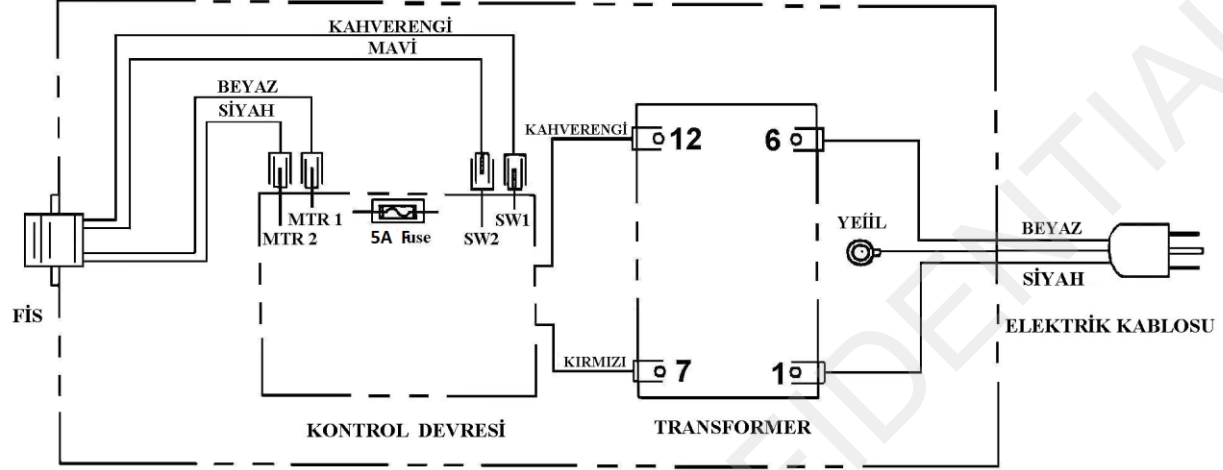 KAHVERENGİ
MAVİ
BEYAZ
SİYAH
MTR 1
MTR 2
5A Fuse
SW1
SW2
KAHVERENGİ
12
6
YEİİL
BEYAZ
SİYAH
FİS
ELEKTRİK KABLOSU
KIRMIZI
7
1
KONTROL DEVRESİ
TRANSFORMER